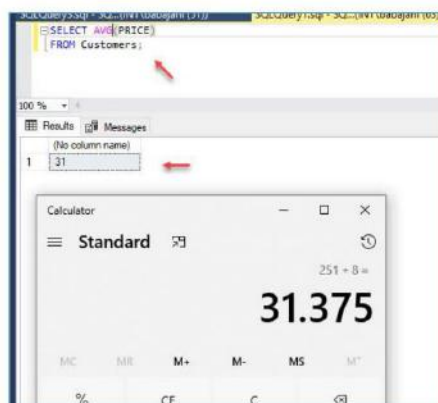 SELECT AVG(PRICE)
FROM Customers;
100 %
Results Messages
(No column name)
1 31
Calculator
Standard
251 ÷ 8 =
31.375
MC MR M+ M- MS M˅
% CE C